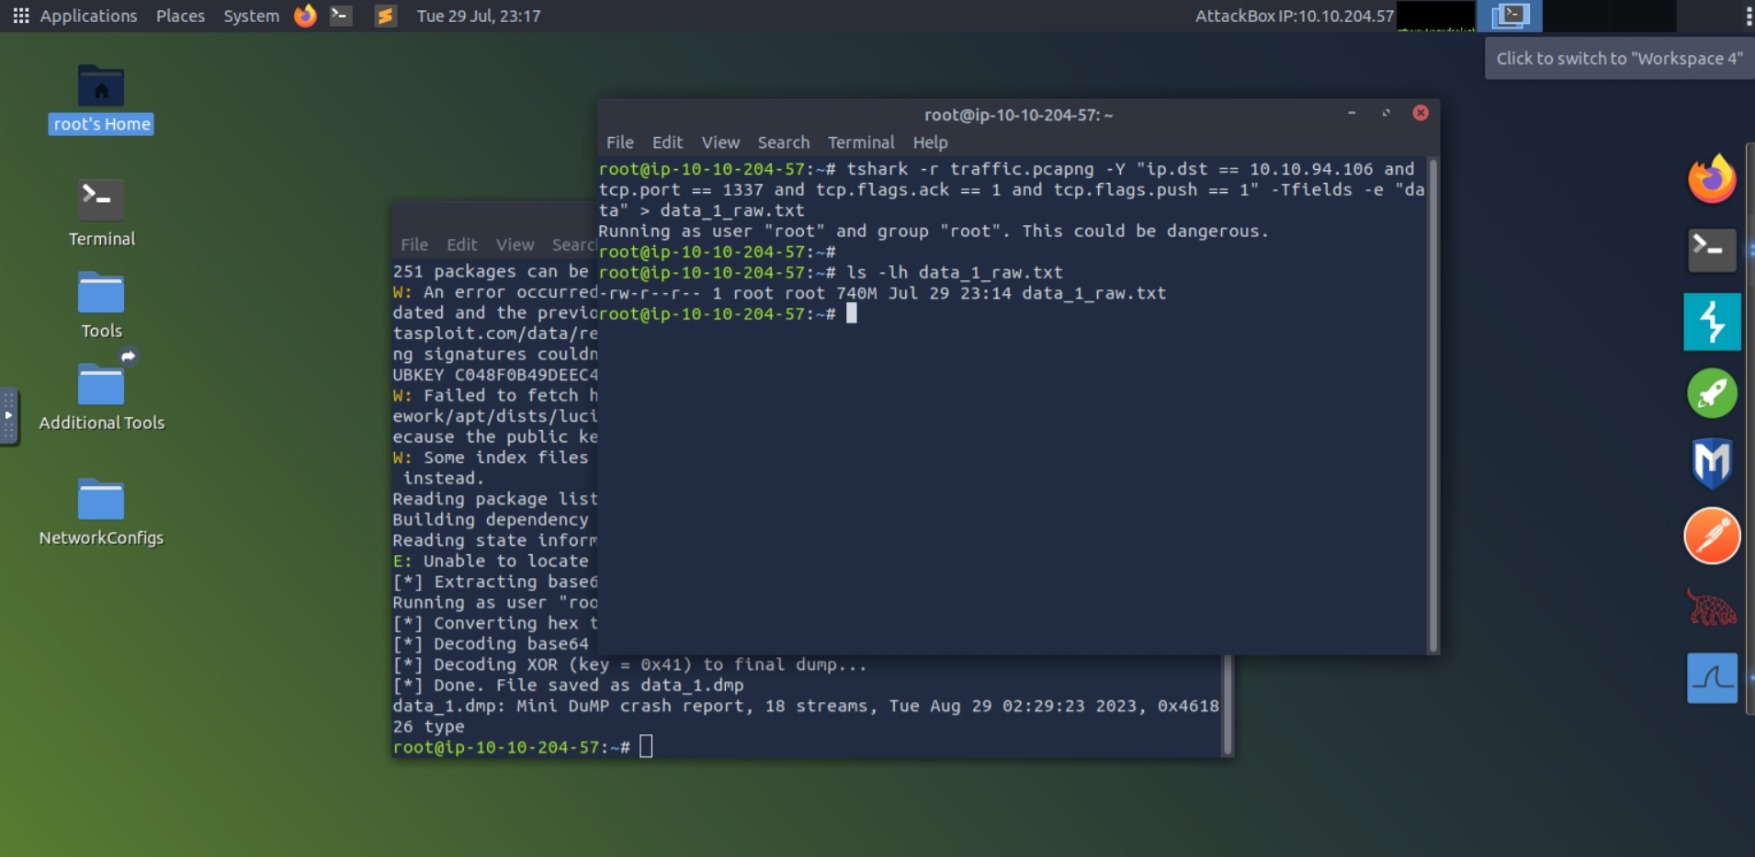 Applications Places System Tue 29 Jul, 23:17 AttackBox IP:10.10.204.57
Click to switch to "Workspace 4"
root's Home
Terminal
Tools
Additional Tools
NetworkConfigs
root@ip-10-10-204-57: ~
File Edit View Search Terminal Help
root@ip-10-10-204-57:~# tshark -r traffic.pcapng -Y "ip.dst == 10.10.94.106 and
tcp.port == 1337 and tcp.flags.ack == 1 and tcp.flags.push == 1" -Tfields -e "da
ta" > data_1_raw.txt
Running as user "root" and group "root". This could be dangerous.
root@ip-10-10-204-57:~#
root@ip-10-10-204-57:~# ls -lh data_1_raw.txt
-rw-r--r-- 1 root root 740M Jul 29 23:14 data_1_raw.txt
root@ip-10-10-204-57:~#
File Edit View Searc
251 packages can be
W: An error occurred
dated and the previo
tasploit.com/data/re
ng signatures couldn
UBKEY C048F0B49DEEC4
W: Failed to fetch h
ework/apt/dists/luci
ecause the public ke
W: Some index files
instead.
Reading package list
Building dependency
Reading state inform
E: Unable to locate
[*] Extracting base6
Running as user "roo
[*] Converting hex t
[*] Decoding base64
[*] Decoding XOR (key = 0x41) to final dump...
[*] Done. File saved as data_1.dmp
data_1.dmp: Mini DuMP crash report, 18 streams, Tue Aug 29 02:29:23 2023, 0x4618
26 type
root@ip-10-10-204-57:~#